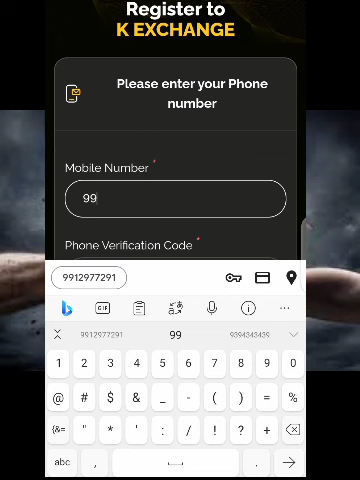 Register to
K EXCHANGE
Please enter your Phone
number
Mobile Number *
99
Phone Verification Code *
9912977291
GIF
9912977291 99 9394343439
1 2 3 4 5 6 7 8 9 0
@ # $ & _ - ( ) = %
{&= " * ' : / ! ? +
abc , .